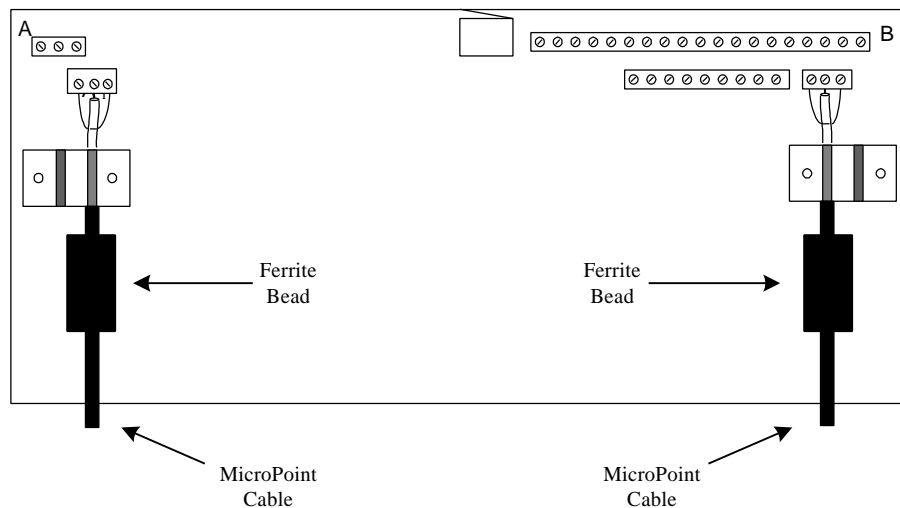 A
B
Ferrite
Bead
Ferrite
Bead
MicroPoint
Cable
MicroPoint
Cable